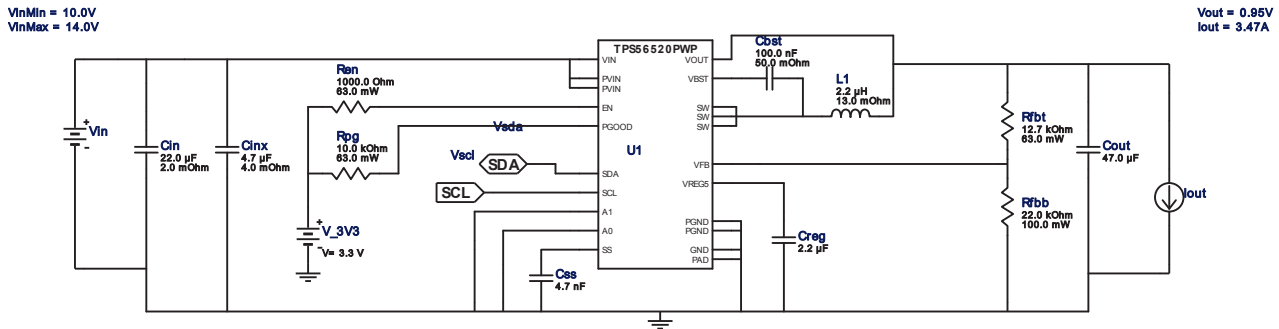 VinMin = 10.0V
VinMax = 14.0V
Vout = 0.95V
Iout = 3.47A
TPS56520PWP
VIN
PVIN
PVIN
EN
PGOOD
SDA
SCL
A1
A0
SS
VOUT
VBST
SW
SW
SW
VFB
VREG5
PGND
PGND
GND
PAD
U1
Vin
+
-
Cin
22.0 µF
2.0 mOhm
Cinx
4.7 µF
4.0 mOhm
Ren
1000.0 Ohm
63.0 mW
Rpg
10.0 kOhm
63.0 mW
Vsda
Vscl
SDA
SCL
+
V_3V3
-
V= 3.3 V
Css
4.7 nF
Cbst
100.0 nF
50.0 mOhm
L1
2.2 µH
13.0 mOhm
Creg
2.2 µF
Rfbt
12.7 kOhm
63.0 mW
Rfbb
22.0 kOhm
100.0 mW
Cout
47.0 µF
Iout